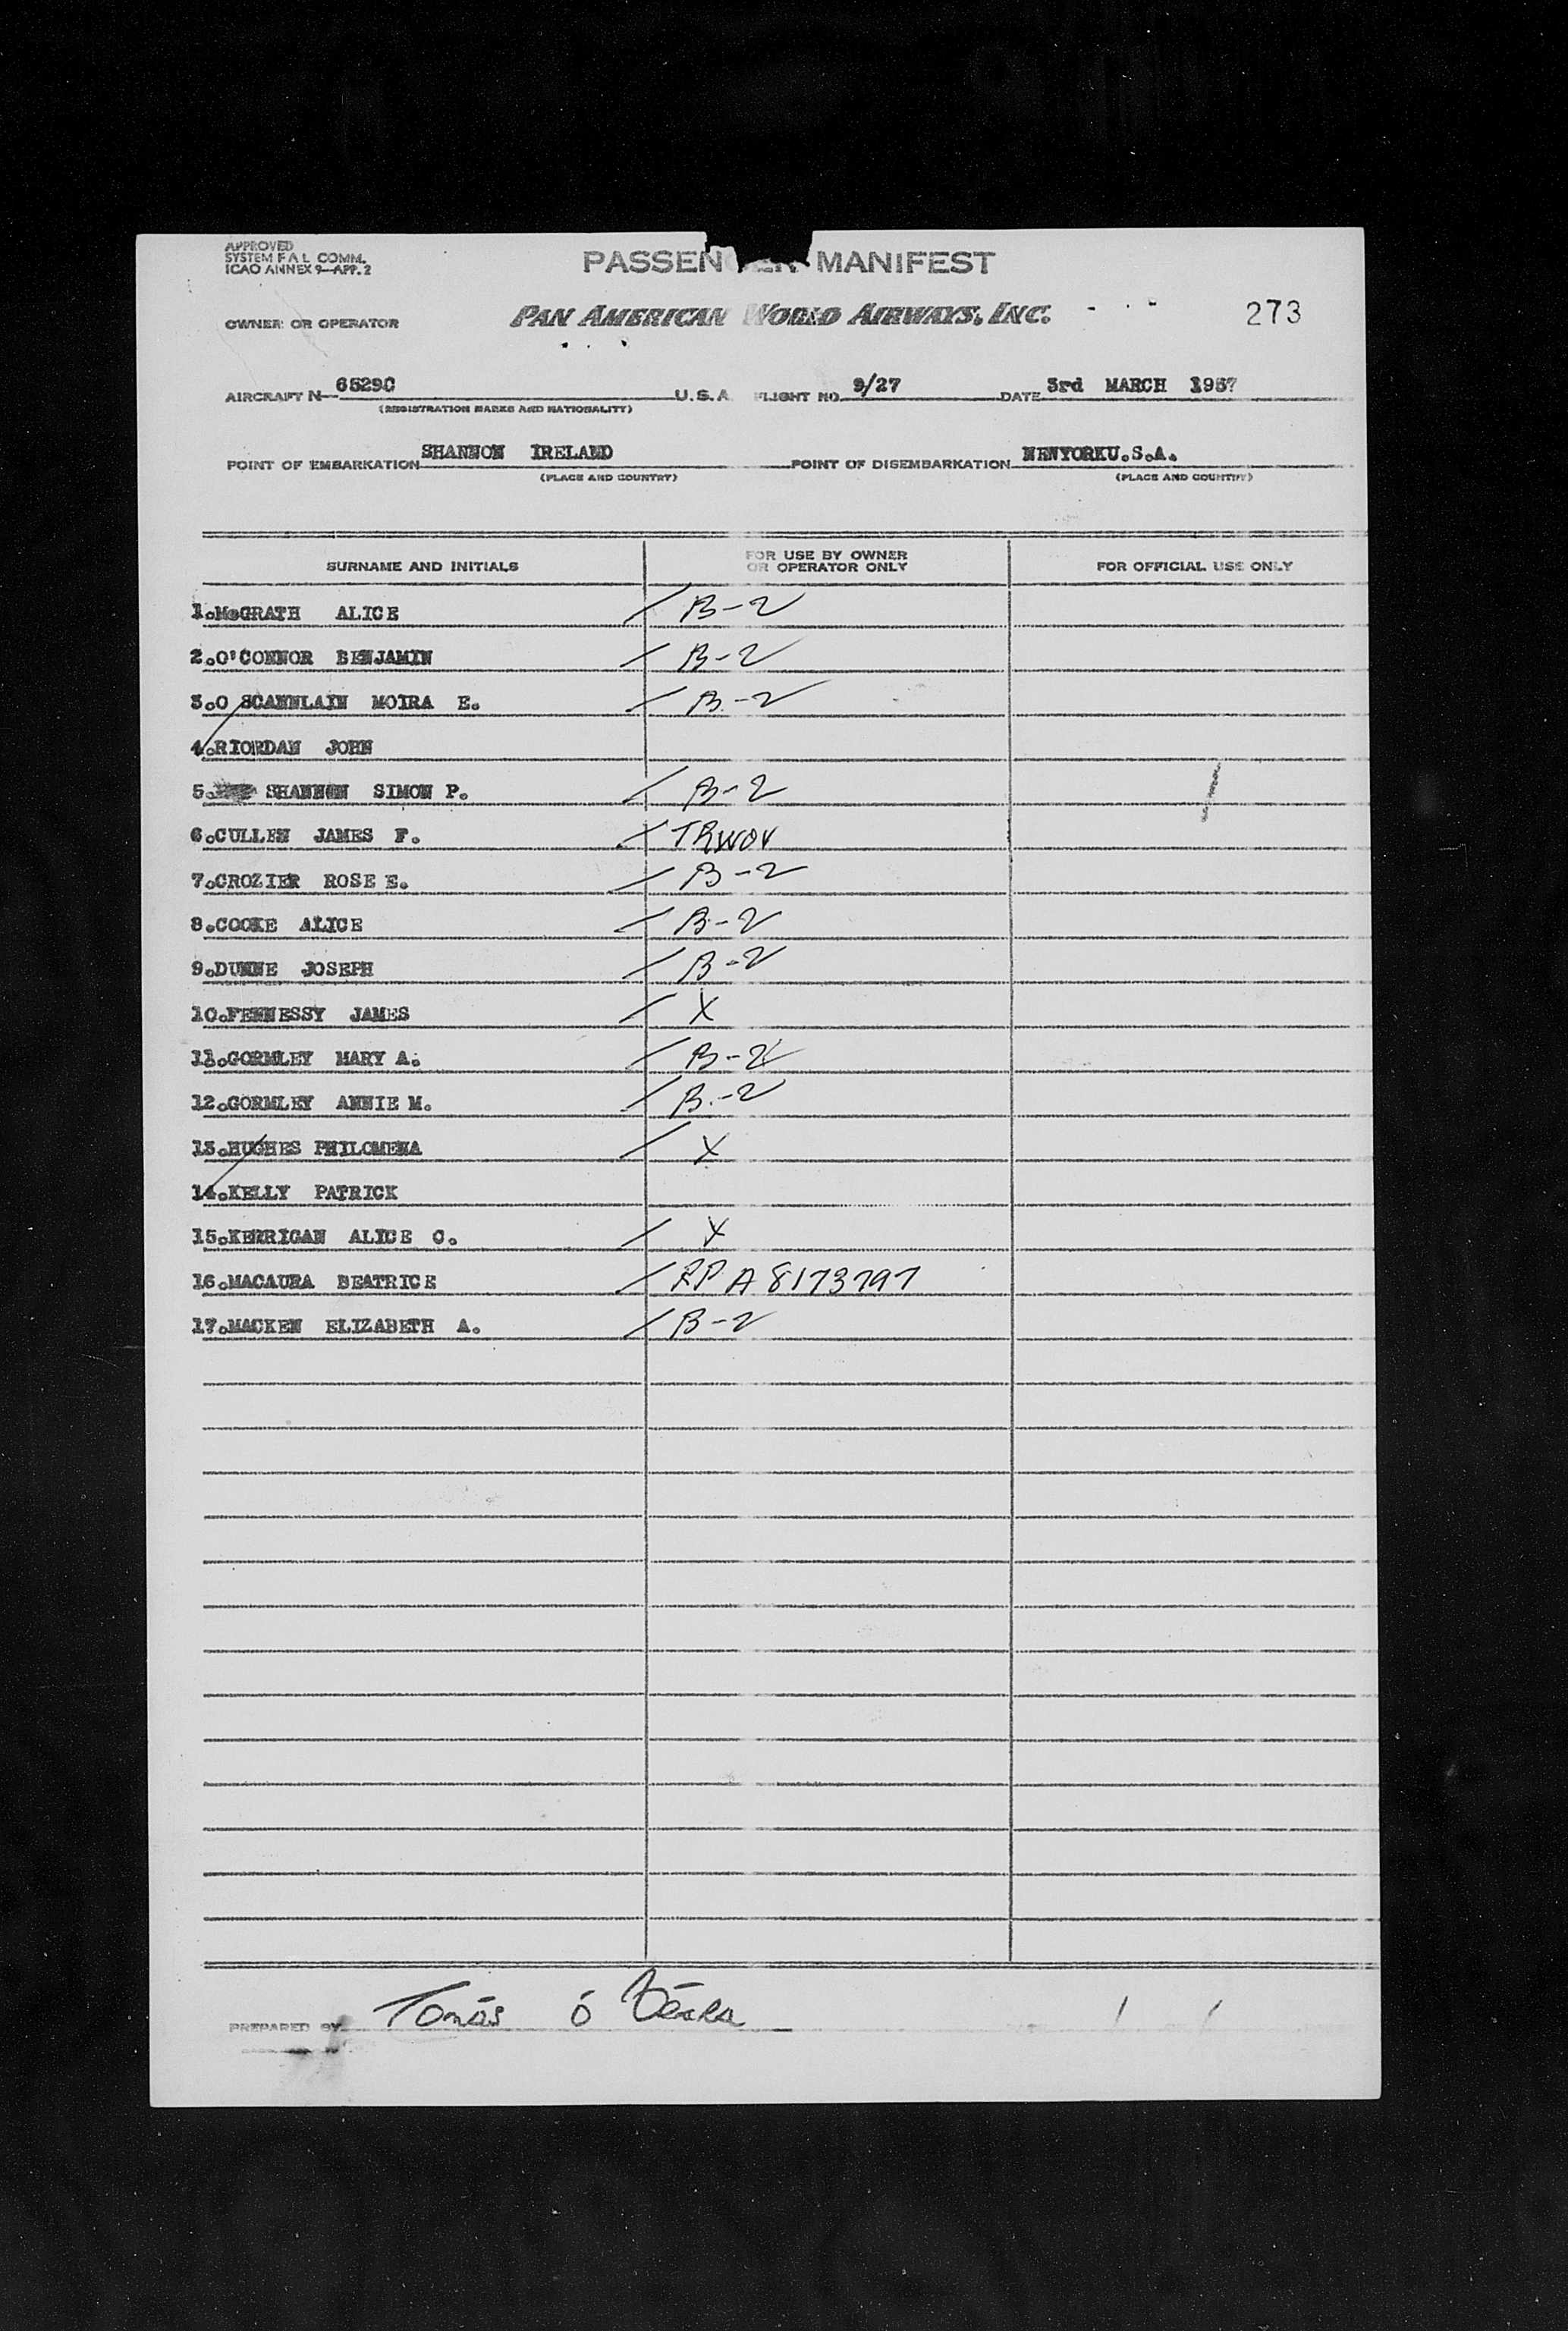 APPROVED
SYSTEM F A L COMM.
ICAO ANNEX 9—APP. 2
PASSENGER MANIFEST
OWNER OR OPERATOR PAN AMERICAN WORLD AIRWAYS, INC. 273
AIRCRAFT N— 6529C U.S.A. FLIGHT NO. 9/27 DATE 3rd MARCH 1957
(REGISTRATION MARKS AND NATIONALITY)
POINT OF EMBARKATION SHANNON IRELAND POINT OF DISEMBARKATION NEWYORKU.S.A.
(PLACE AND COUNTRY) (PLACE AND COUNTRY)
SURNAME AND INITIALS FOR USE BY OWNER OR OPERATOR ONLY FOR OFFICIAL USE ONLY
1.McGRATH ALICE / B-2
2.O'CONNOR BENJAMIN / B-2
3.O SCANNLAIN MOIRA E. / B-2
4.RIORDAN JOHN
5. SHANNON SIMON P. / B-2
6.CULLEN JAMES F. / TRWOV
7.CROZIER ROSE E. / B-2
8.COOKE ALICE / B-2
9.DUNNE JOSEPH / B-2
10.FENNESSY JAMES / X
11.GORMLEY MARY A. / B-2
12.GORMLEY ANNIE M. / B-2
13.HUGHES PHILOMENA / X
14.KELLY PATRICK
15.KERRIGAN ALICE C. / X
16.MACAURA BEATRICE / RP A8173797
17.MACKEN ELIZABETH A. / B-2
PREPARED BY Tomás ó